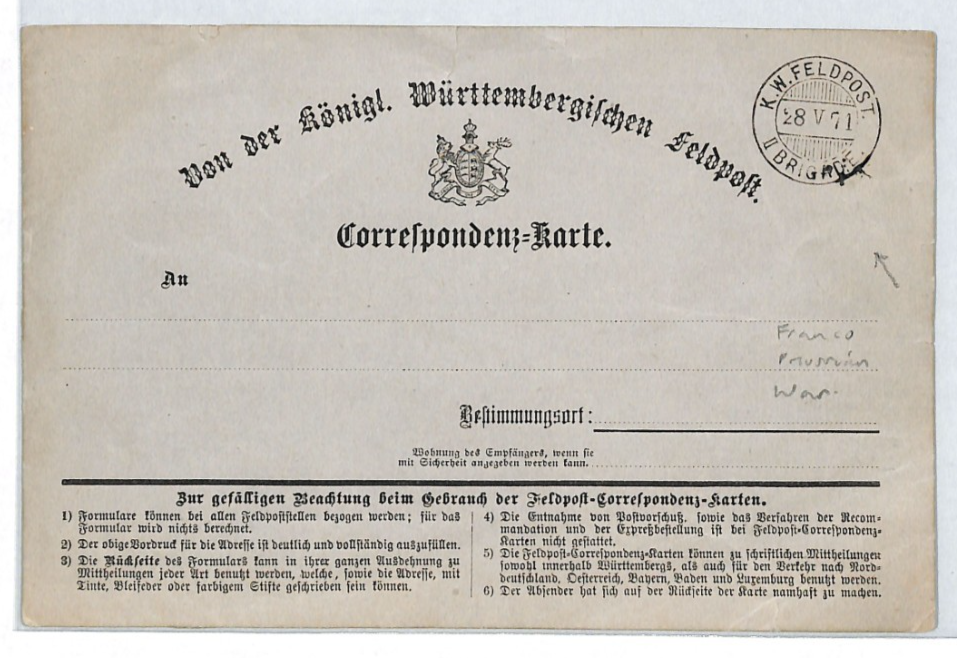 Von der Königl. Württembergischen Feldpost.
K.W. FELDPOST.
28 V 71
II BRIGADE.
Correspondenz-Karte.
An
Franco
Prussian
War.
Bestimmungsort:
Wohnung des Empfängers, wenn sie
mit Sicherheit angegeben werden kann.
Zur gefälligen Beachtung beim Gebrauch der Feldpost-Correspondenz-Karten.
1) Formulare können bei allen Feldpoststellen bezogen werden; für das
Formular wird nichts berechnet.
2) Der obige Vordruck für die Adresse ist deutlich und vollständig auszufüllen.
3) Die Rückseite des Formulars kann in ihrer ganzen Ausdehnung zu
Mittheilungen jeder Art benutzt werden, welche, sowie die Adresse, mit
Tinte, Bleifeder oder farbigem Stifte geschrieben sein können.
4) Die Entnahme von Postvorschuß, sowie das Verfahren der Recom-
mandation und der Expreßbestellung ist bei Feldpost-Correspondenz-
Karten nicht gestattet.
5) Die Feldpost-Correspondenz-Karten können zu schriftlichen Mittheilungen
sowohl innerhalb Württembergs, als auch für den Verkehr nach Nord-
deutschland, Oesterreich, Bayern, Baden und Luxemburg benutzt werden.
6) Der Absender hat sich auf der Rückseite der Karte namhaft zu machen.